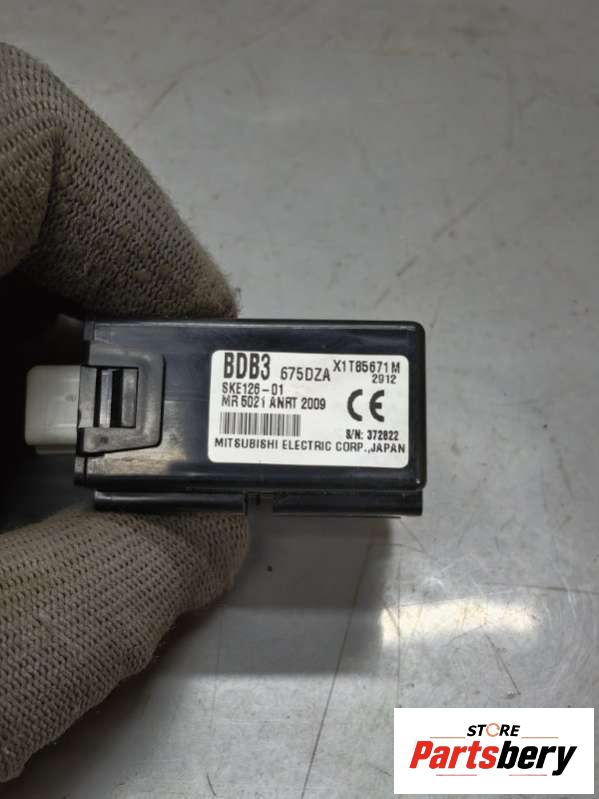 BDB3 675DZA X1T85671M
2912
SKE126-01
MR 5021 ANRT 2009
CE
S/N: 372822
MITSUBISHI ELECTRIC CORP.,JAPAN
STORE
Partsbery